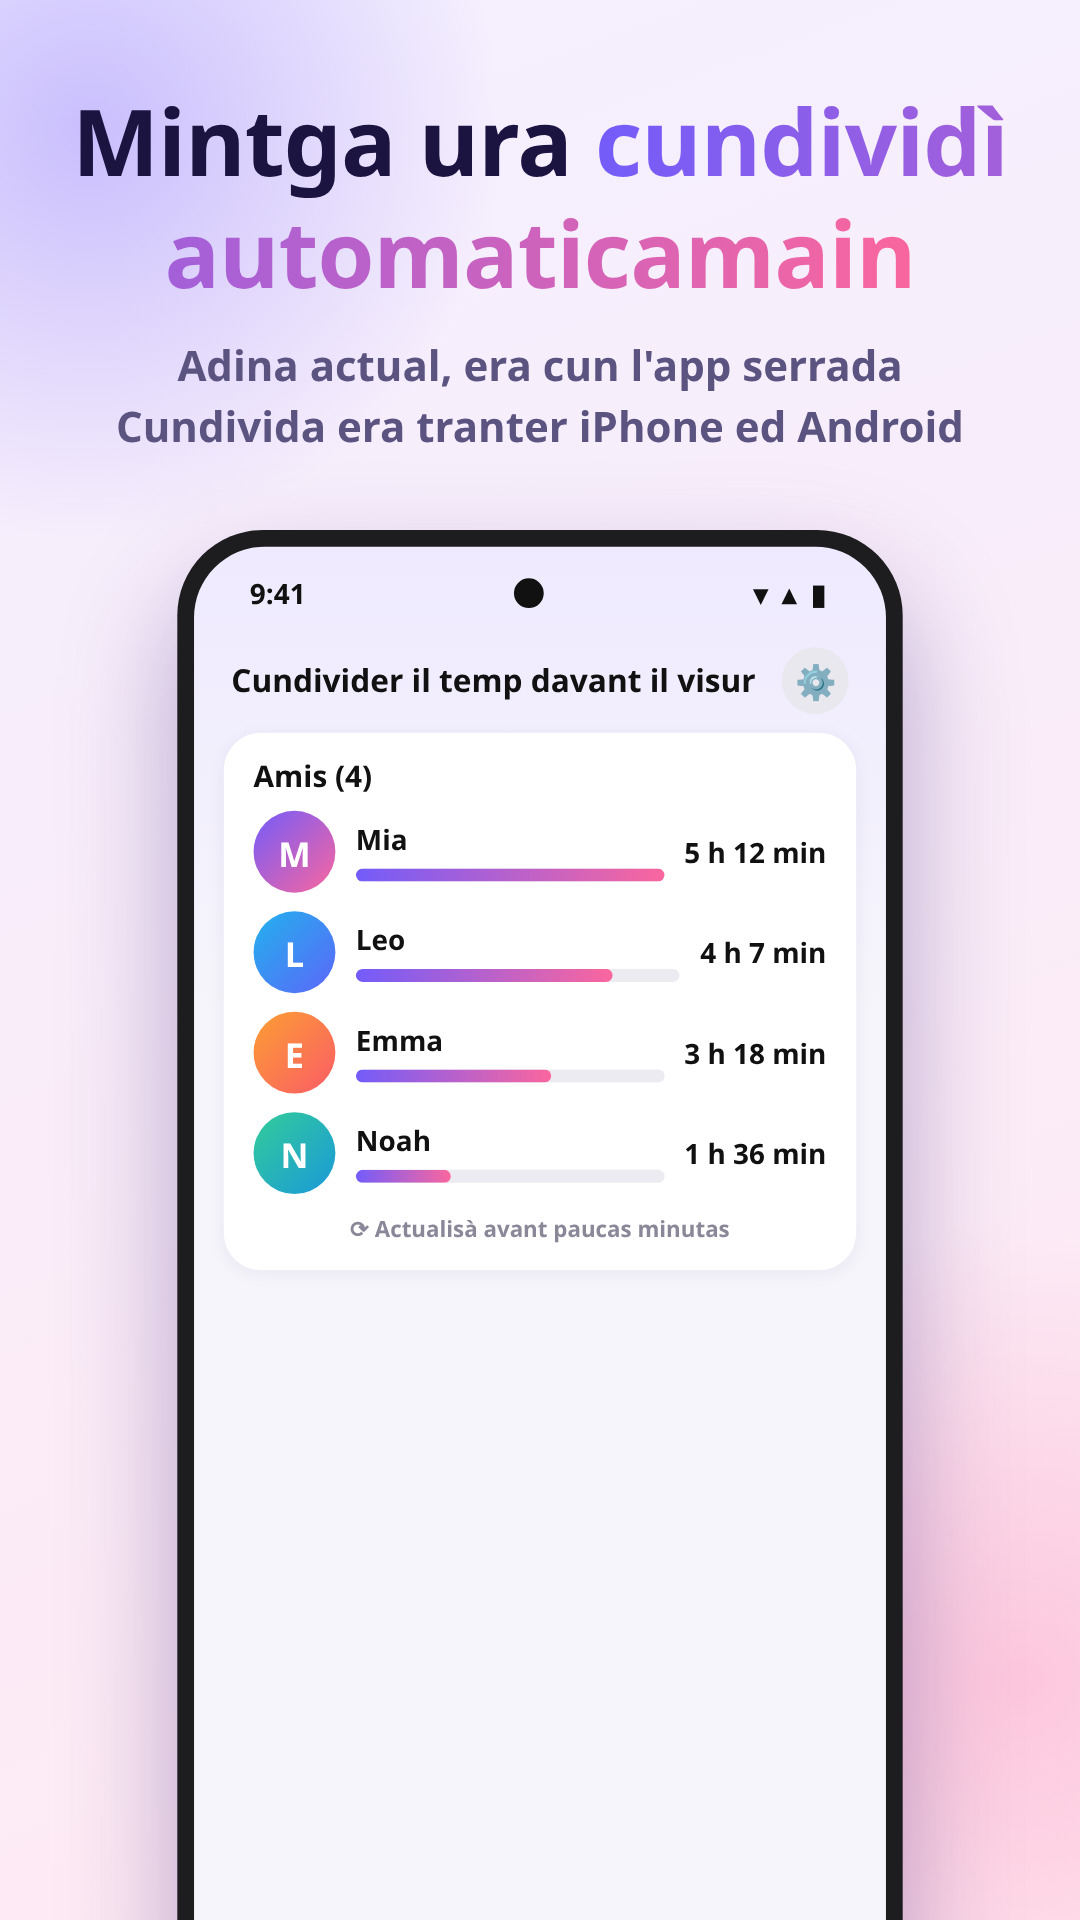 Mintga ura cundividì
automaticamain
Adina actual, era cun l'app serrada
Cundivida era tranter iPhone ed Android
9:41
Cundivider il temp davant il visur
Amis (4)
M
Mia
5 h 12 min
L
Leo
4 h 7 min
E
Emma
3 h 18 min
N
Noah
1 h 36 min
⟳ Actualisà avant paucas minutas